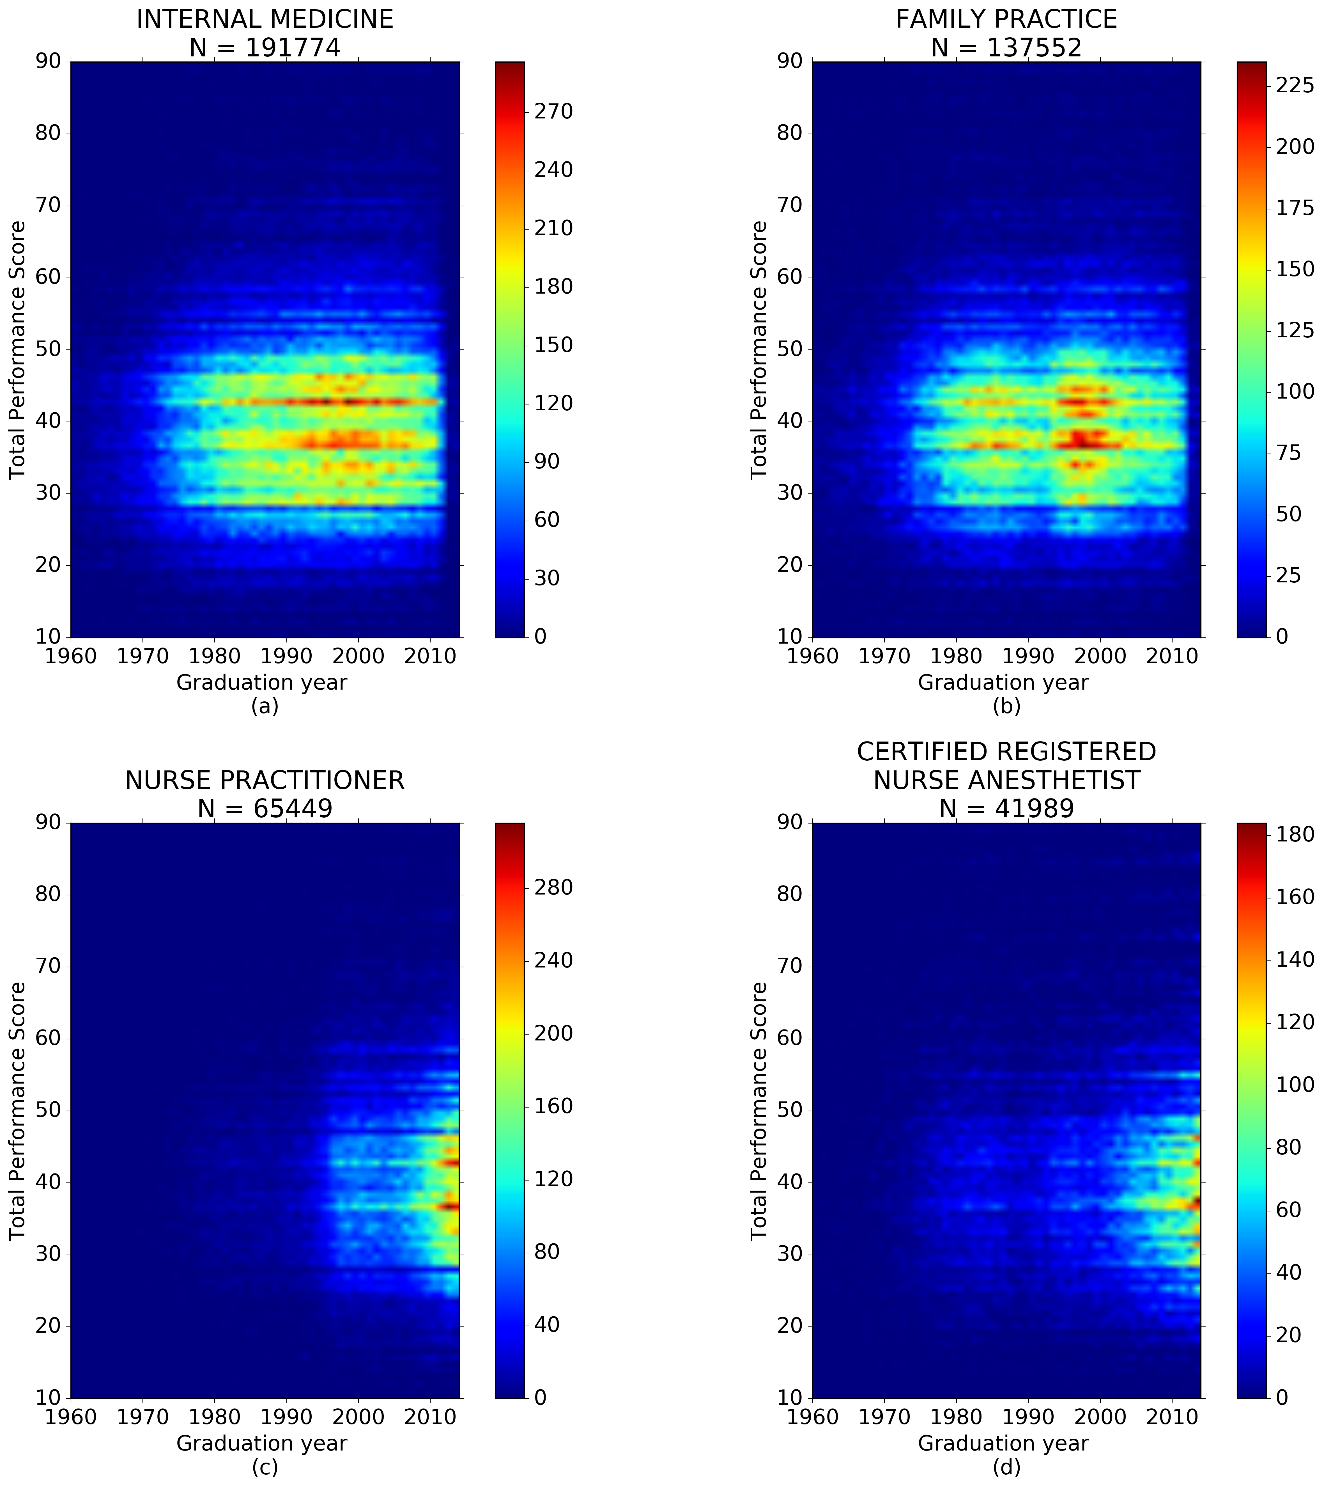 INTERNAL MEDICINE
N = 191774
90
80
70
60
50
40
30
20
10
Total Performance Score
1960 1970 1980 1990 2000 2010
Graduation year
(a)
270
240
210
180
150
120
90
60
30
0
FAMILY PRACTICE
N = 137552
90
80
70
60
50
40
30
20
10
Total Performance Score
1960 1970 1980 1990 2000 2010
Graduation year
(b)
225
200
175
150
125
100
75
50
25
0
NURSE PRACTITIONER
N = 65449
90
80
70
60
50
40
30
20
10
Total Performance Score
1960 1970 1980 1990 2000 2010
Graduation year
(c)
280
240
200
160
120
80
40
0
CERTIFIED REGISTERED
NURSE ANESTHETIST
N = 41989
90
80
70
60
50
40
30
20
10
Total Performance Score
1960 1970 1980 1990 2000 2010
Graduation year
(d)
180
160
140
120
100
80
60
40
20
0